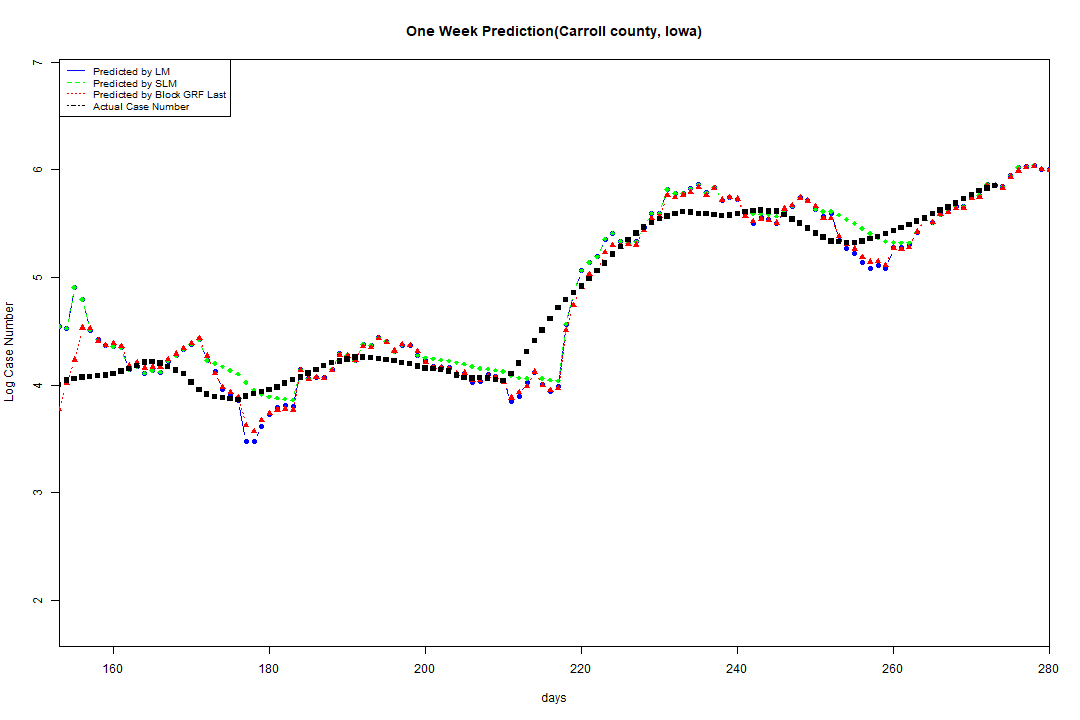 One Week Prediction(Carroll county, Iowa)
Predicted by LM
Predicted by SLM
Predicted by Block GRF Last
Actual Case Number
7
6
5
4
3
2
Log Case Number
160 180 200 220 240 260 280
days